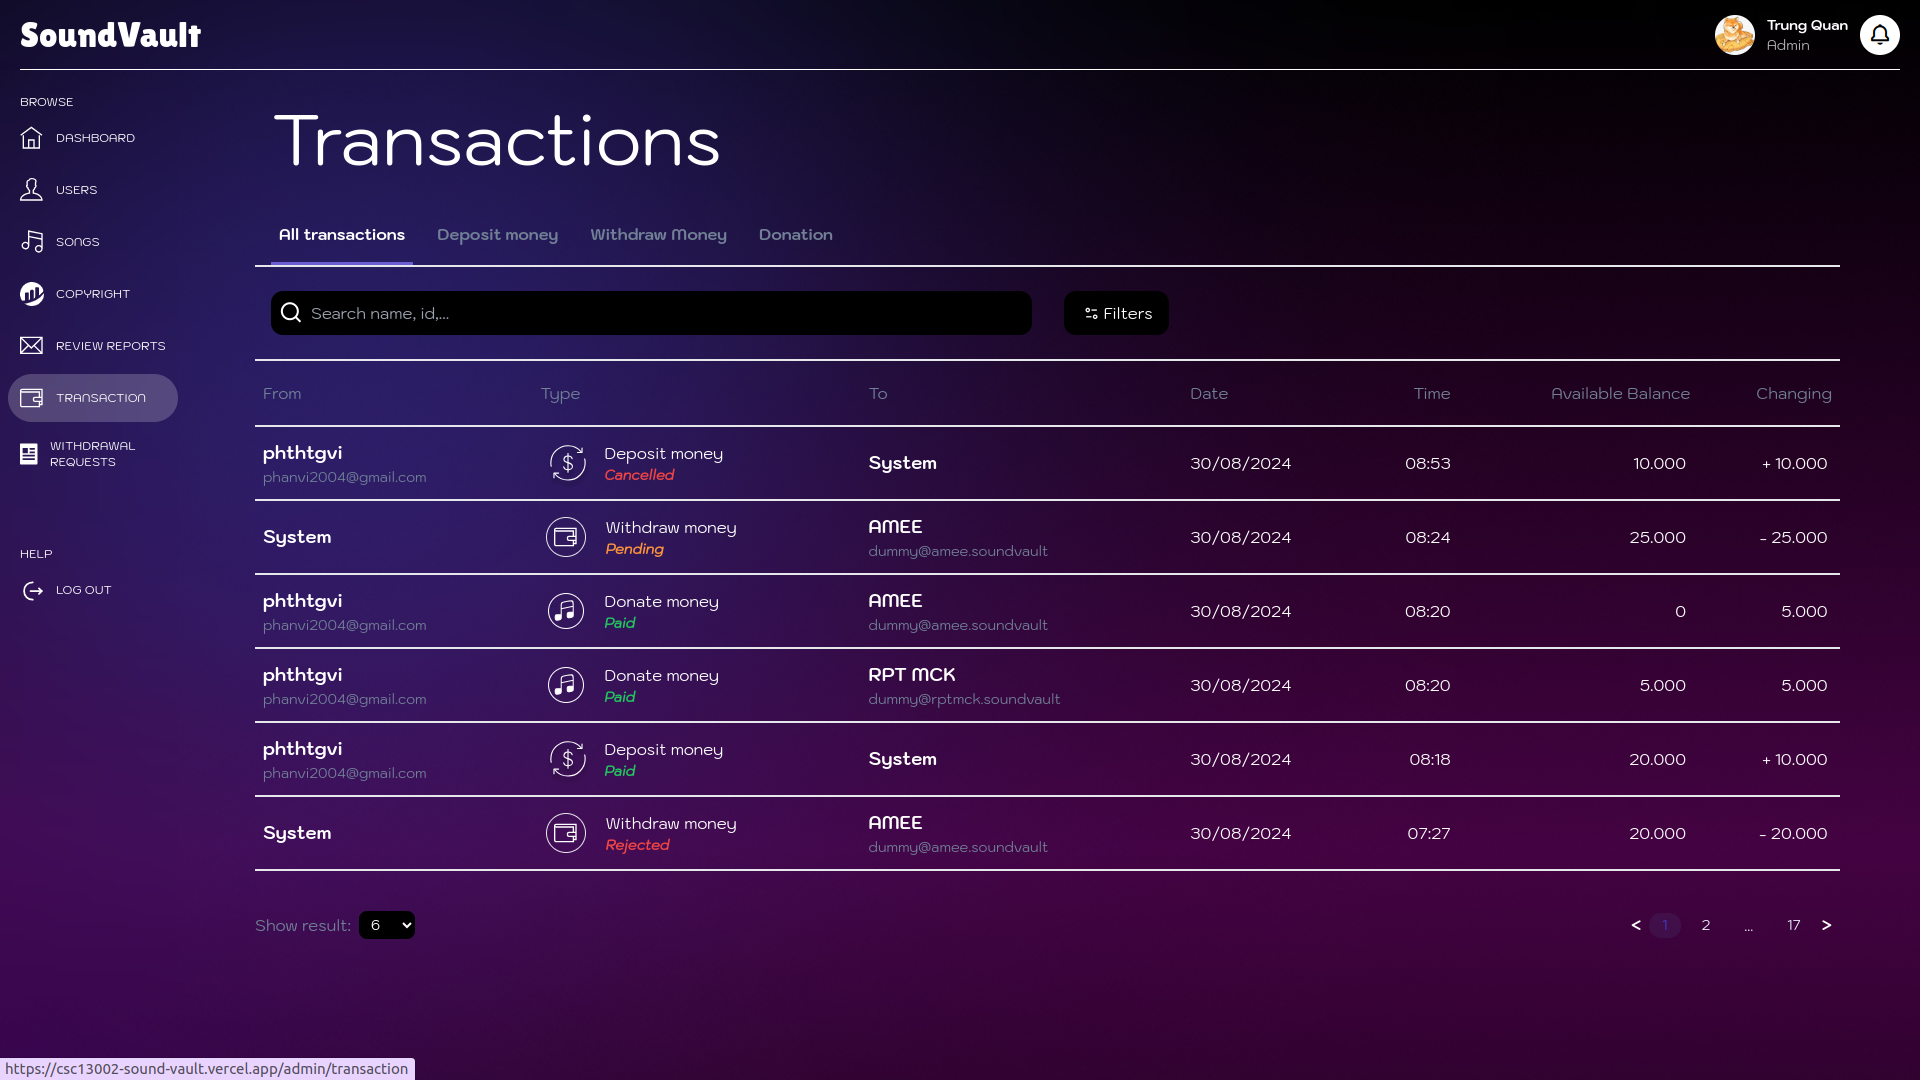 SoundVault
Trung Quan
Admin
BROWSE
DASHBOARD
USERS
SONGS
COPYRIGHT
REVIEW REPORTS
TRANSACTION
WITHDRAWAL
REQUESTS
HELP
LOG OUT
Transactions
All transactions Deposit money Withdraw Money Donation
Search name, id,... Filters
From Type To Date Time Available Balance Changing
phthtgvi Deposit money System 30/08/2024 08:53 10.000 + 10.000
phanvi2004@gmail.com Cancelled
System Withdraw money AMEE 30/08/2024 08:24 25.000 - 25.000
Pending dummy@amee.soundvault
phthtgvi Donate money AMEE 30/08/2024 08:20 0 5.000
phanvi2004@gmail.com Paid dummy@amee.soundvault
phthtgvi Donate money RPT MCK 30/08/2024 08:20 5.000 5.000
phanvi2004@gmail.com Paid dummy@rptmck.soundvault
phthtgvi Deposit money System 30/08/2024 08:18 20.000 + 10.000
phanvi2004@gmail.com Paid
System Withdraw money AMEE 30/08/2024 07:27 20.000 - 20.000
Rejected dummy@amee.soundvault
Show result: 6 < 1 2 ... 17 >
https://csc13002-sound-vault.vercel.app/admin/transaction